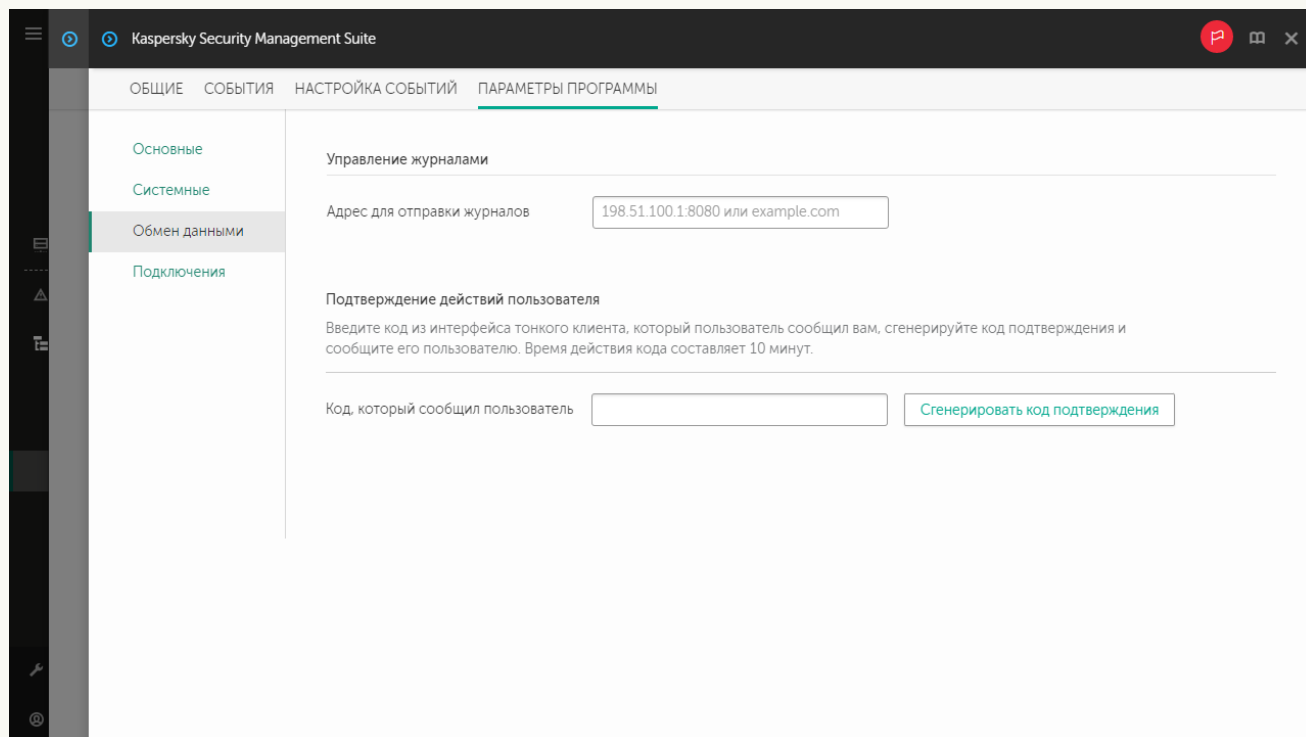 Kaspersky Security Management Suite
ОБЩИЕ СОБЫТИЯ НАСТРОЙКА СОБЫТИЙ ПАРАМЕТРЫ ПРОГРАММЫ
Основные
Системные
Обмен данными
Подключения
Управление журналами
Адрес для отправки журналов 198.51.100.1:8080 или example.com
Подтверждение действий пользователя
Введите код из интерфейса тонкого клиента, который пользователь сообщил вам, сгенерируйте код подтверждения и
сообщите его пользователю. Время действия кода составляет 10 минут.
Код, который сообщил пользователь Сгенерировать код подтверждения